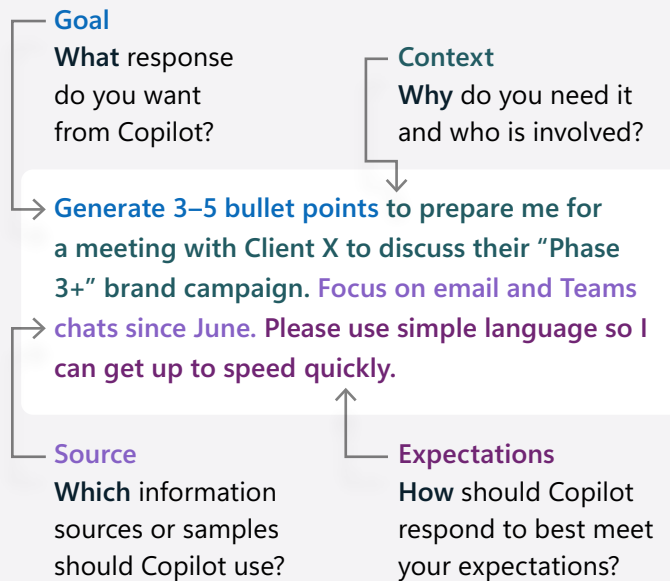 Goal
What response
do you want
from Copilot?
Context
Why do you need it
and who is involved?
Generate 3–5 bullet points to prepare me for
a meeting with Client X to discuss their “Phase
3+” brand campaign. Focus on email and Teams
chats since June. Please use simple language so I
can get up to speed quickly.
Source
Which information
sources or samples
should Copilot use?
Expectations
How should Copilot
respond to best meet
your expectations?